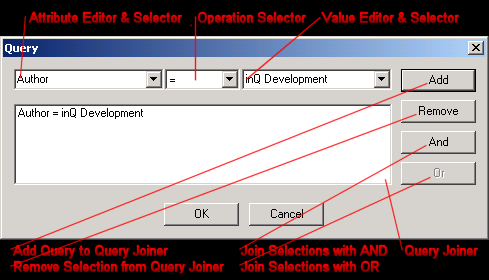 Attribute Editor & Selector Operation Selector Value Editor & Selector
Query
Author = inQ Development Add
Author = inQ Development
Remove
And
Or
OK Cancel
Add Query to Query Joiner Join Selections with AND Query Joiner
Remove Selection from Query Joiner Join Selections with OR